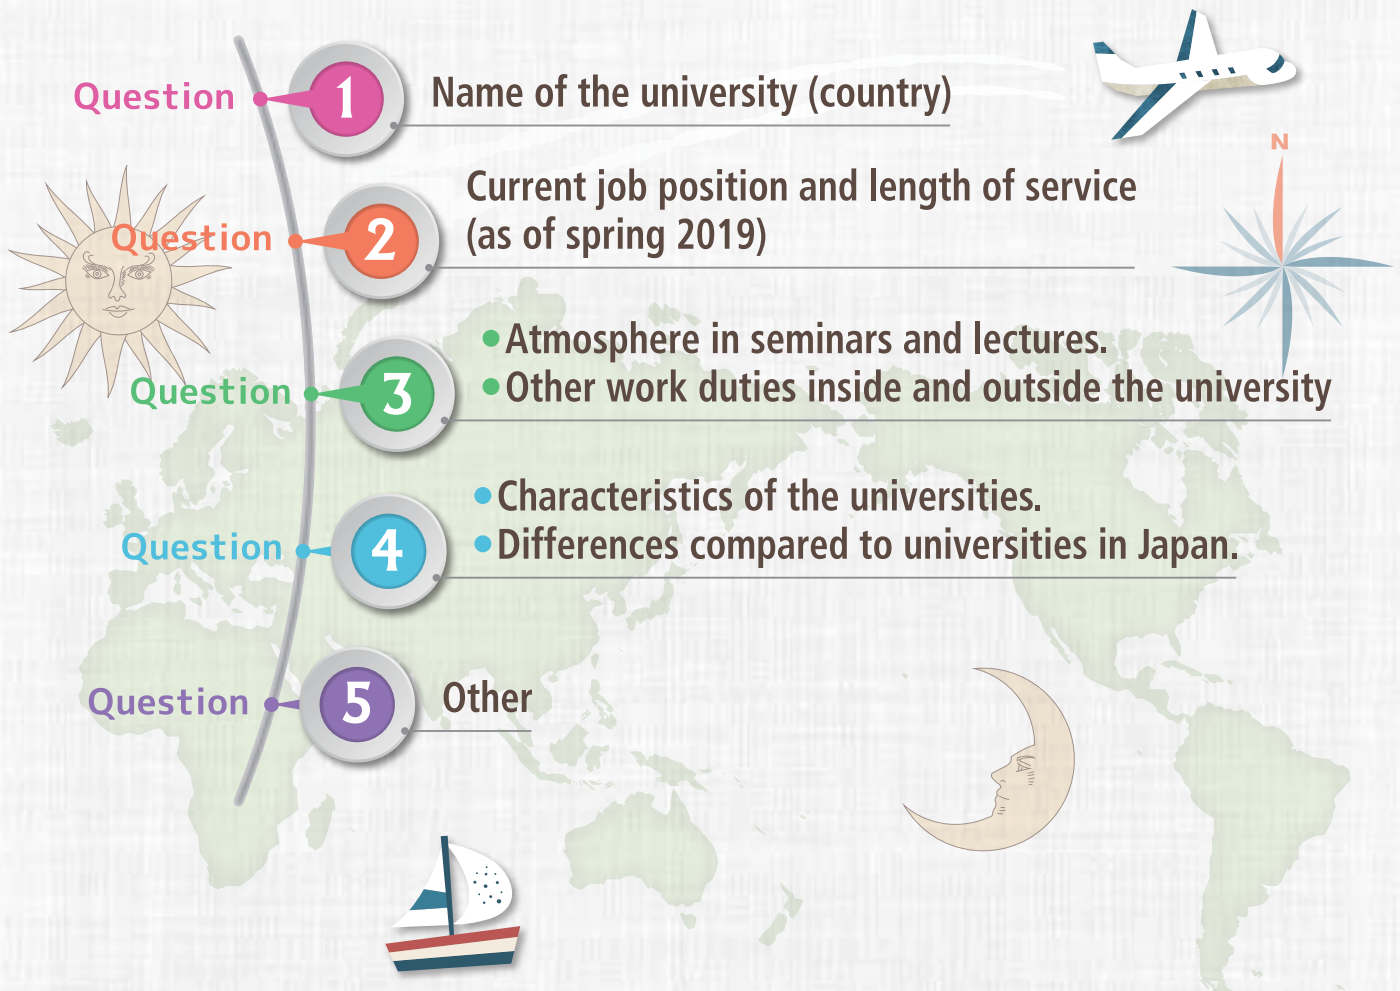 Question 1 Name of the university (country)
N
Question 2 Current job position and length of service
(as of spring 2019)
Question 3 •Atmosphere in seminars and lectures.
•Other work duties inside and outside the university
Question 4 •Characteristics of the universities.
•Differences compared to universities in Japan.
Question 5 Other